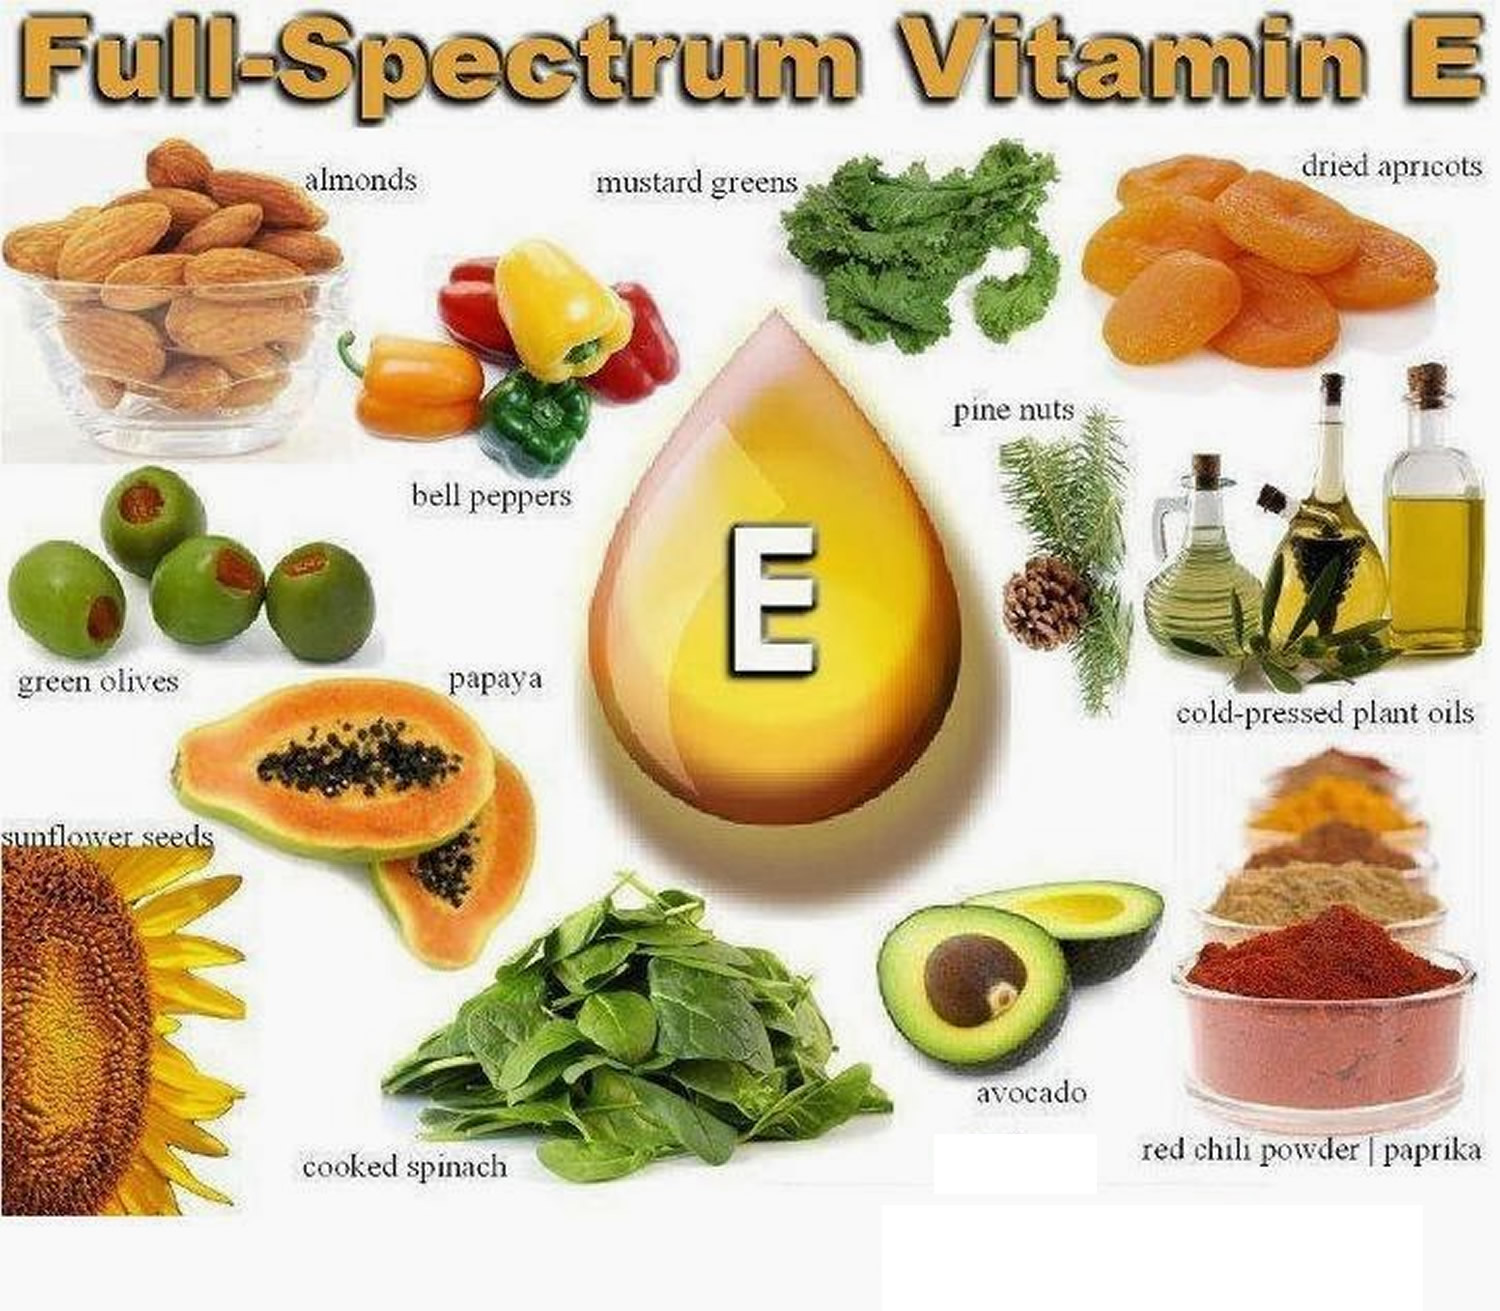 Full-Spectrum Vitamin E
almonds
mustard greens
dried apricots
pine nuts
bell peppers
green olives
papaya
E
cold-pressed plant oils
sunflower seeds
avocado
red chili powder | paprika
cooked spinach